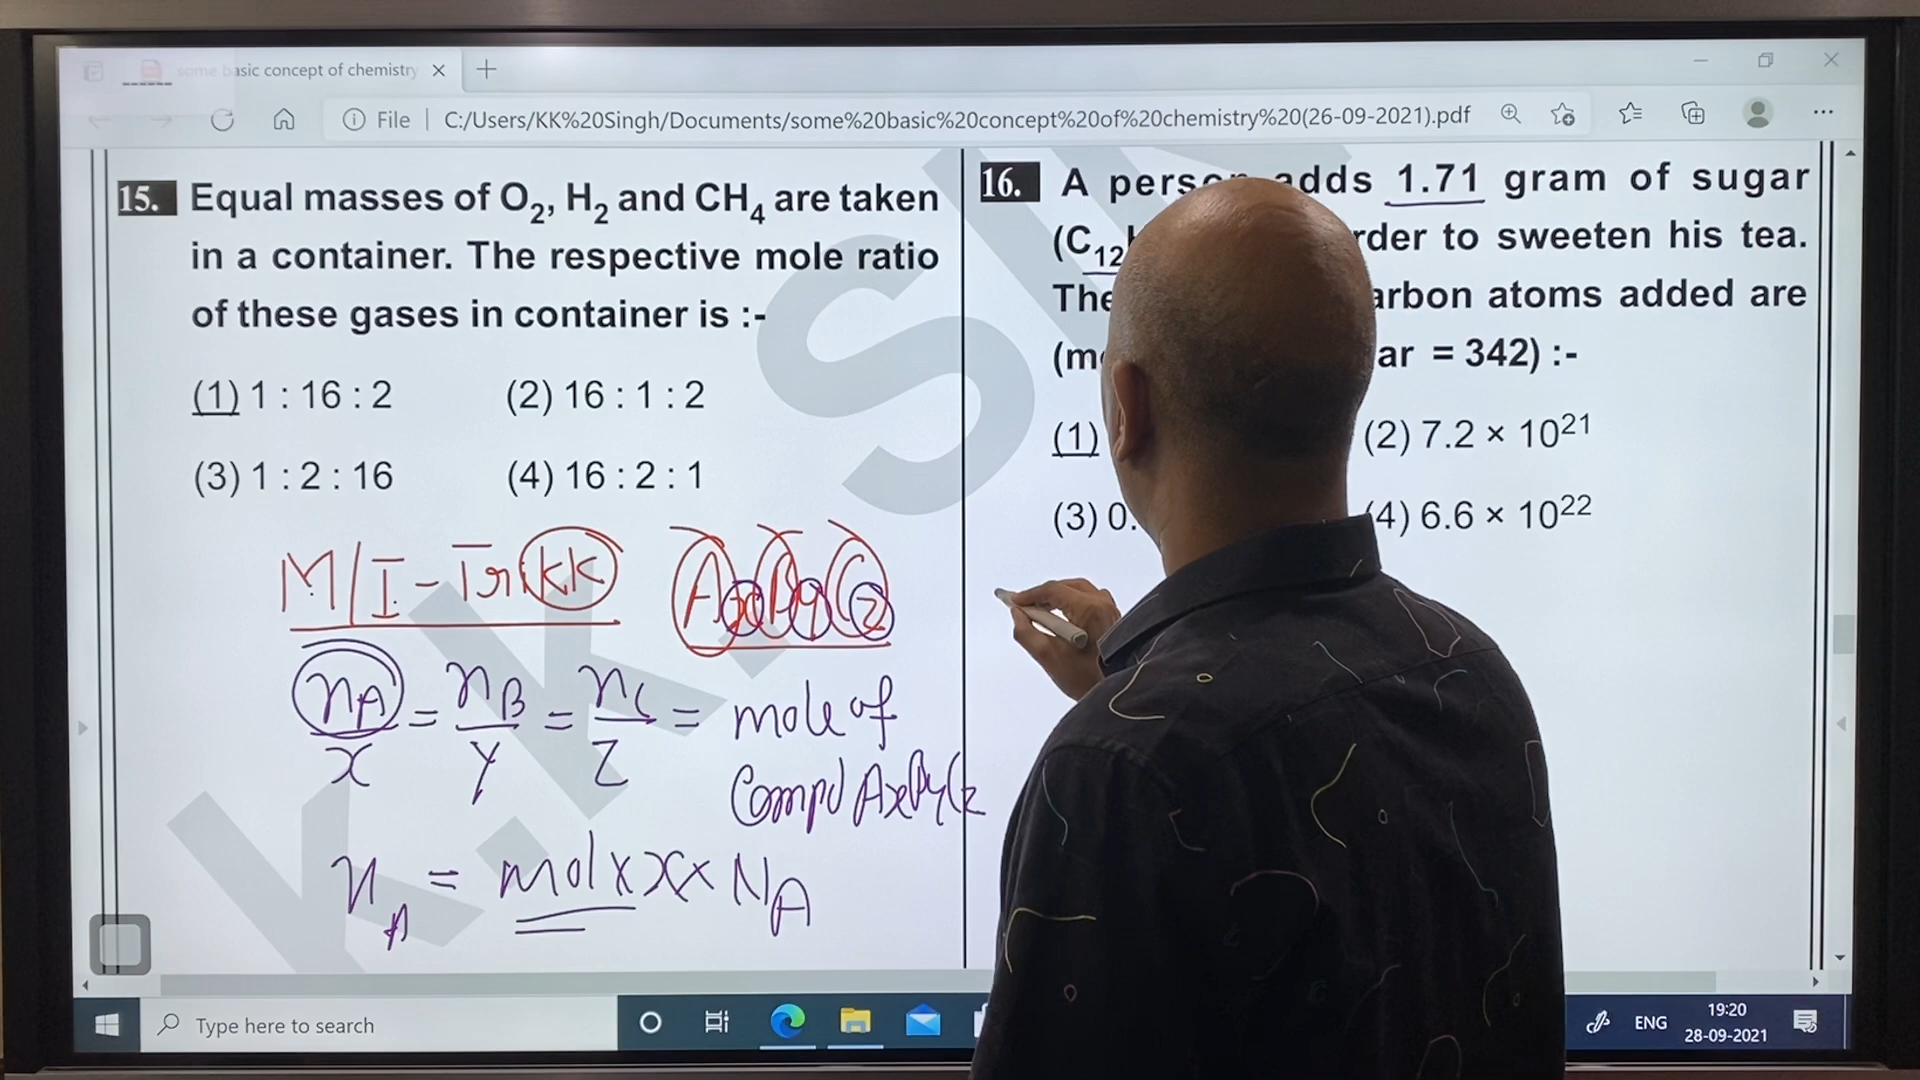 some basic concept of chemistry
File
C:/Users/KK%20Singh/Documents/some%20basic%20concept%20of%20chemistry%20(26-09-2021).pdf
15. Equal masses of O2, H2 and CH4 are taken
in a container. The respective mole ratio
of these gases in container is :-
(1) 1 : 16 : 2
(2) 16 : 1 : 2
(3) 1 : 2 : 16
(4) 16 : 2 : 1
M/I-Trikk
AxByCz
nA/x = nB/y = nC/z = mole of
Compd AxByCz
nA = mol x x x NA
16. A adds 1.71 gram of sugar
(C12 to sweeten his tea.
atoms added are
= 342) :-
(1)
(2) 7.2 × 10^21
(3) 0.
(4) 6.6 × 10^22
K.K.
Type here to search
ENG
19:20
28-09-2021